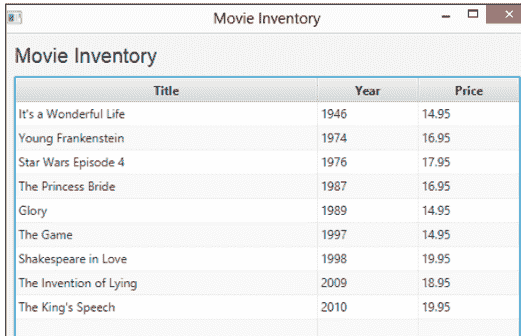 Movie Inventory
Movie Inventory
Title Year Price
It's a Wonderful Life 1946 14.95
Young Frankenstein 1974 16.95
Star Wars Episode 4 1976 17.95
The Princess Bride 1987 16.95
Glory 1989 14.95
The Game 1997 14.95
Shakespeare in Love 1998 19.95
The Invention of Lying 2009 18.95
The King's Speech 2010 19.95